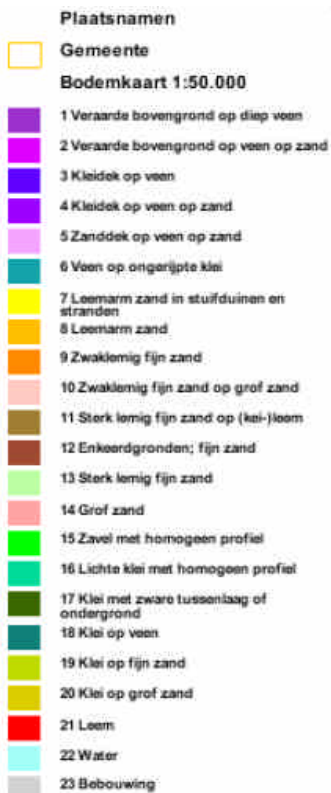 Plaatsnamen
Gemeente
Bodemkaart 1:50.000
1 Veraarde bovengrond op diep veen
2 Veraarde bovengrond op veen op zand
3 Kleidek op veen
4 Kleidek op veen op zand
5 Zanddek op veen op zand
6 Veen op ongerijpte klei
7 Leemarm zand in stuifduinen en
stranden
8 Leemarm zand
9 Zwaklemig fijn zand
10 Zwaklemig fijn zand op grof zand
11 Sterk lemig fijn zand op (kei-)leem
12 Enkeerdgronden; fijn zand
13 Sterk lemig fijn zand
14 Grof zand
15 Zavel met homogeen profiel
16 Lichte klei met homogeen profiel
17 Klei met zware tussenlaag of
ondergrond
18 Klei op veen
19 Klei op fijn zand
20 Klei op grof zand
21 Leem
22 Water
23 Bebouwing